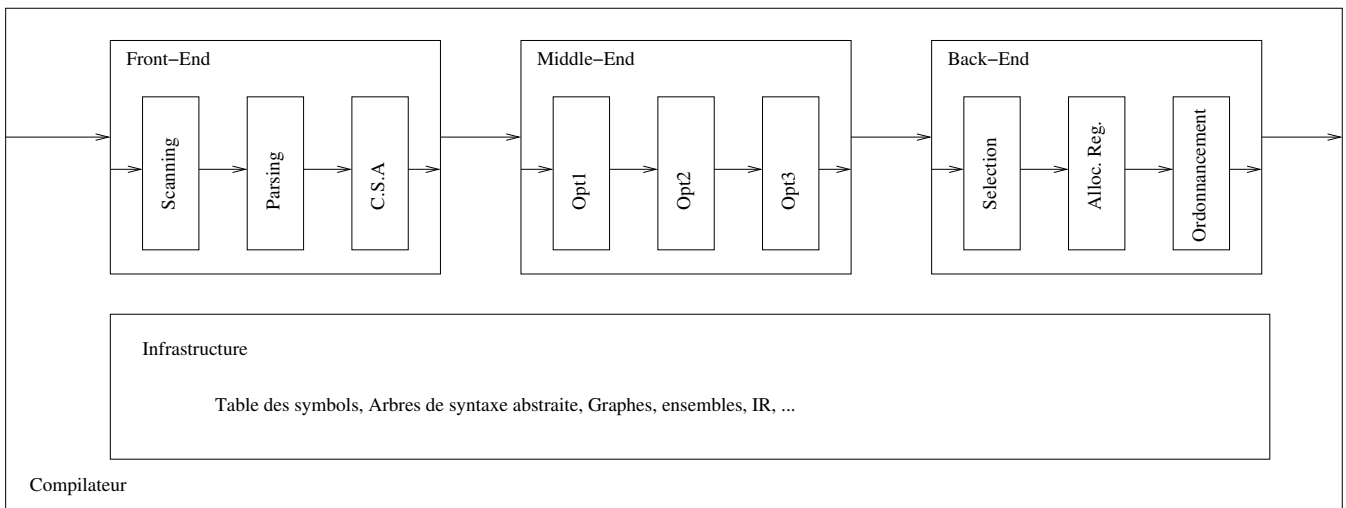 Front−End
Scanning
Parsing
C.S.A
Middle−End
Opt1
Opt2
Opt3
Back−End
Selection
Alloc. Reg.
Ordonnancement
Infrastructure
Table des symbols, Arbres de syntaxe abstraite, Graphes, ensembles, IR, ...
Compilateur